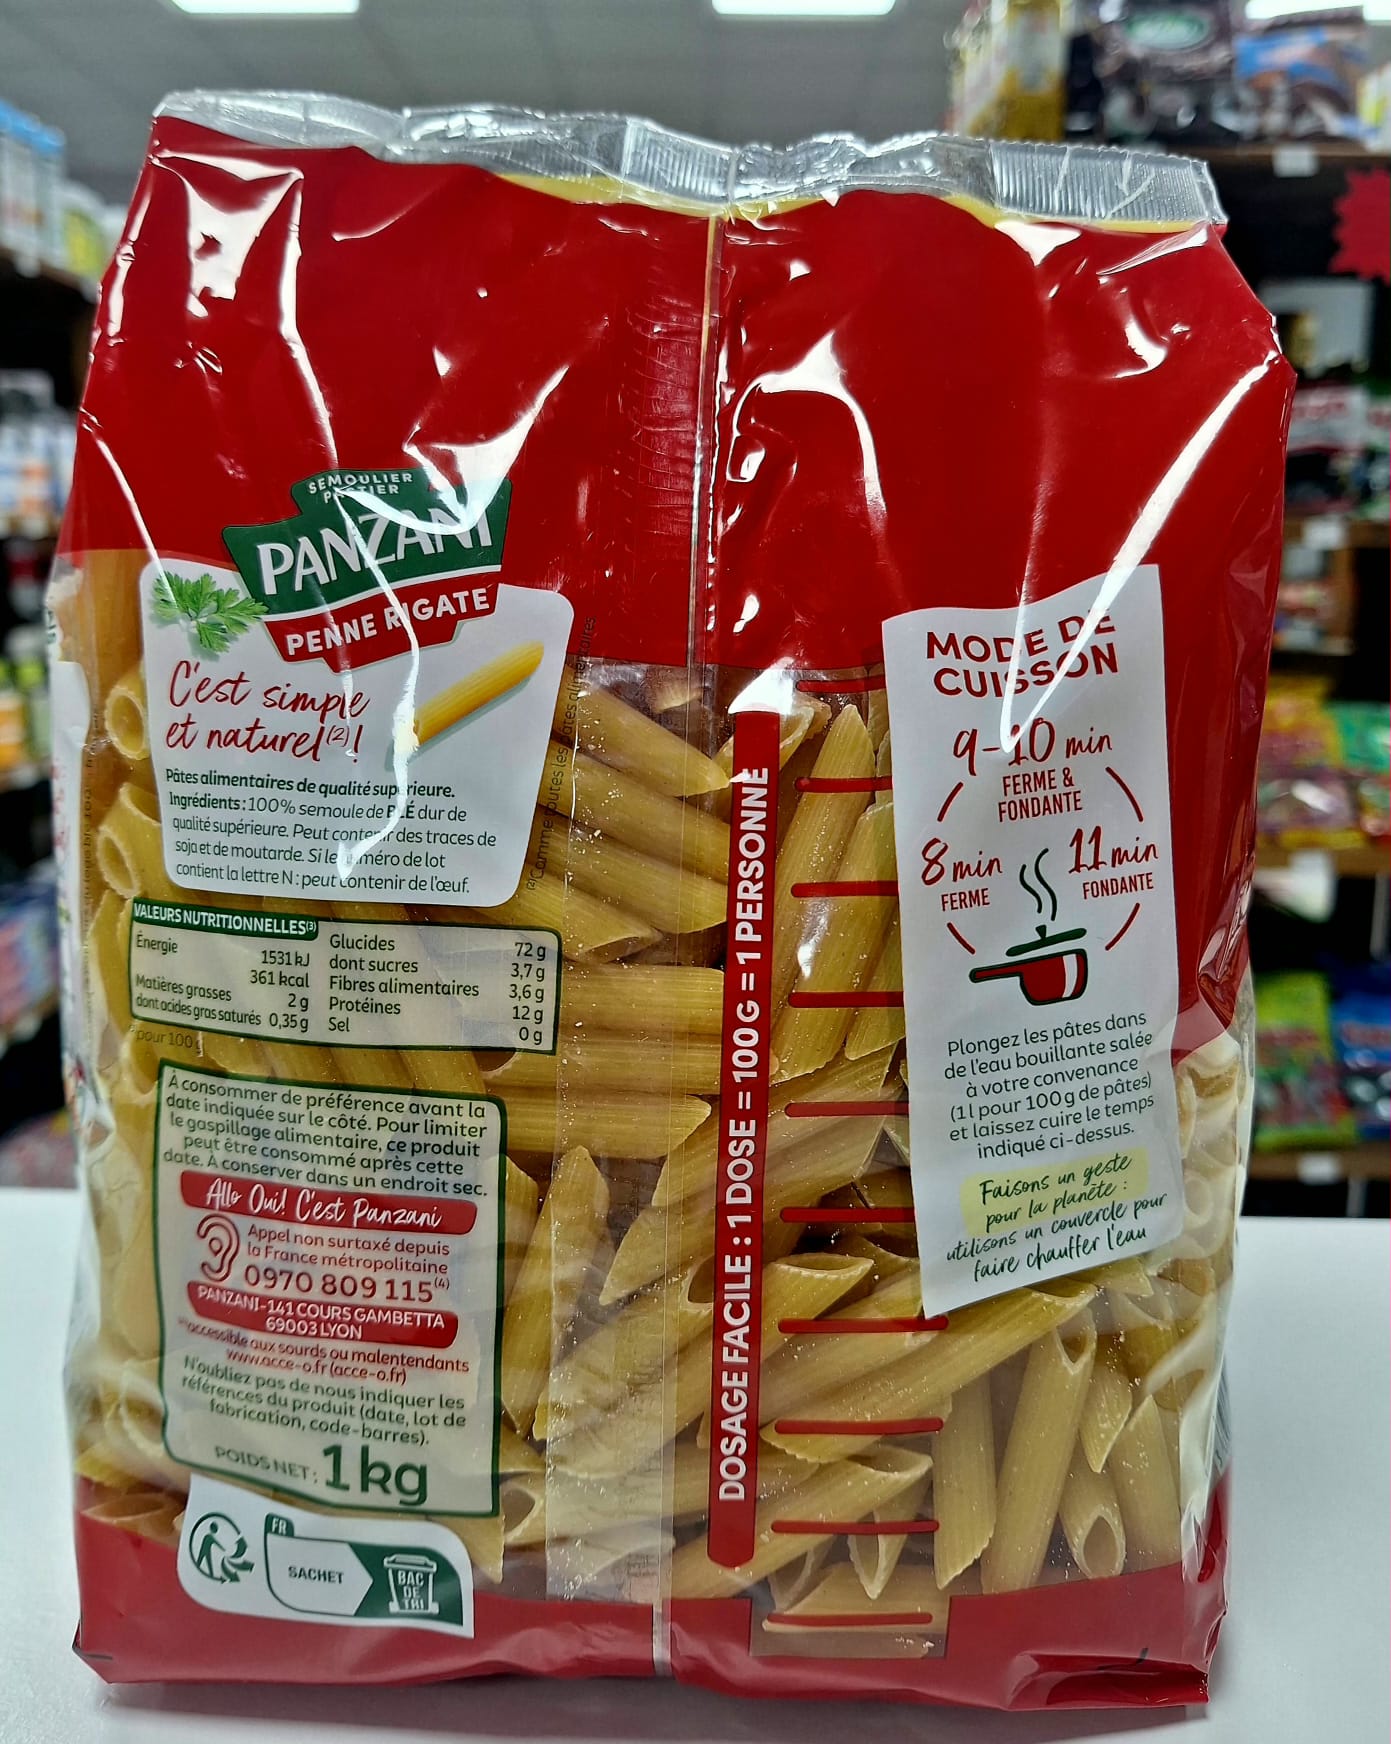 SEMOULIER
PASTIER
PANZANI
PENNE RIGATE
C'est simple
et naturel(2)!
Pâtes alimentaires de qualité supérieure.
Ingrédients: 100% semoule de BLÉ dur de
qualité supérieure. Peut contenir des traces de
soja et de moutarde. Si le numéro de lot
contient la lettre N: peut contenir de l'œuf.
(2)Comme toutes les pâtes alimentaires
VALEURS NUTRITIONNELLES(3)
Énergie 1531 kJ
361 kcal
Matières grasses 2 g
dont acides gras saturés 0,35 g
Glucides 72 g
dont sucres 3,7 g
Fibres alimentaires 3,6 g
Protéines 12 g
Sel 0 g
(3)pour 100 g
À consommer de préférence avant la
date indiquée sur le côté. Pour limiter
le gaspillage alimentaire, ce produit
peut être consommé après cette
date. À conserver dans un endroit sec.
Allo Oui! C'est Panzani
Appel non surtaxé depuis
la France métropolitaine
0970 809 115(4)
PANZANI-141 COURS GAMBETTA
69003 LYON
(4)accessible aux sourds ou malentendants
www.acce-o.fr (acce-o.fr)
N'oubliez pas de nous indiquer les
références du produit (date, lot de
fabrication, code-barres).
POIDS NET: 1kg
FR
SACHET
BAC
DE
TRI
DOSAGE FACILE : 1 DOSE = 100 G = 1 PERSONNE
MODE DE
CUISSON
9-10 min
FERME &
FONDANTE
8 min
FERME
11 min
FONDANTE
Plongez les pâtes dans
de l'eau bouillante salée
à votre convenance
(1 l pour 100 g de pâtes)
et laissez cuire le temps
indiqué ci-dessus.
Faisons un geste
pour la planète :
utilisons un couvercle pour
faire chauffer l'eau